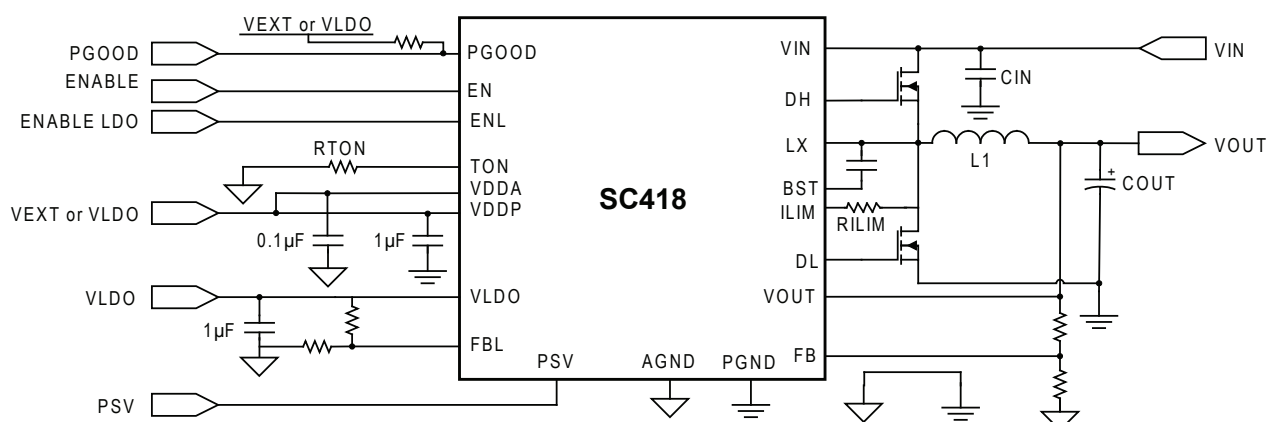 VEXT or VLDO
PGOOD
ENABLE
ENABLE LDO
RTON
VEXT or VLDO
0.1µF
1µF
VLDO
1µF
PSV
PGOOD
EN
ENL
TON
VDDA
VDDP
VLDO
FBL
PSV
AGND
PGND
SC418
VIN
DH
LX
BST
ILIM
DL
VOUT
FB
VIN
CIN
L1
VOUT
+
COUT
RILIM